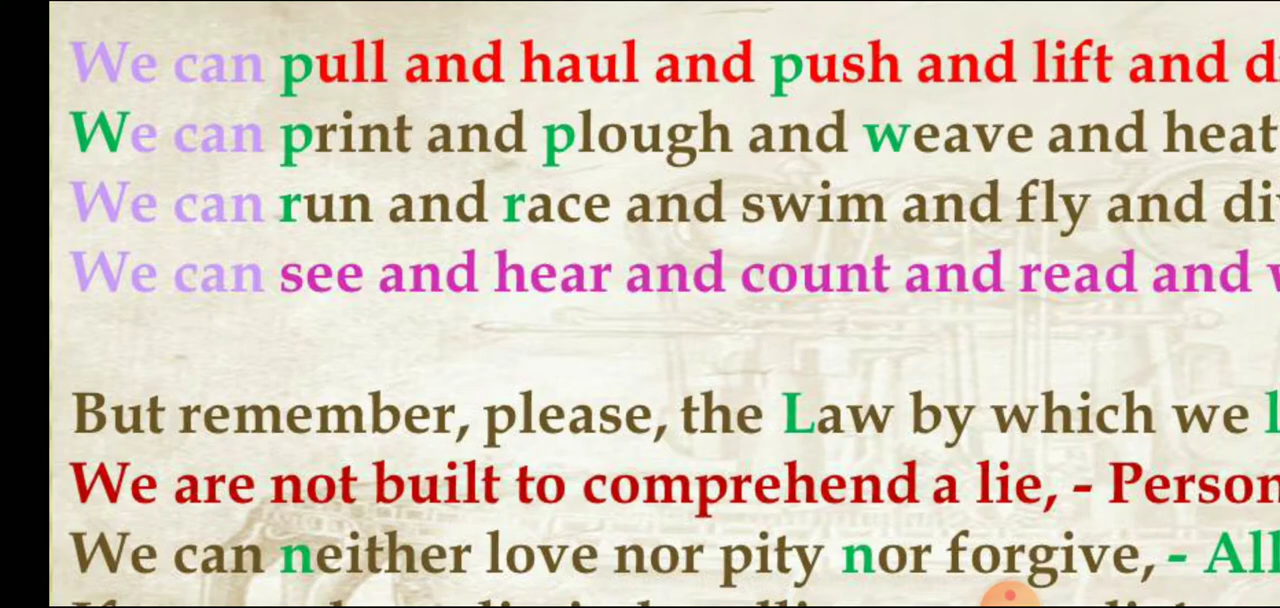 We can pull and haul and push and lift and
We can print and plough and weave and heat
We can run and race and swim and fly and
We can see and hear and count and read and
But remember, please, the Law by which we
We are not built to comprehend a lie, -
We can neither love nor pity nor forgive, - All